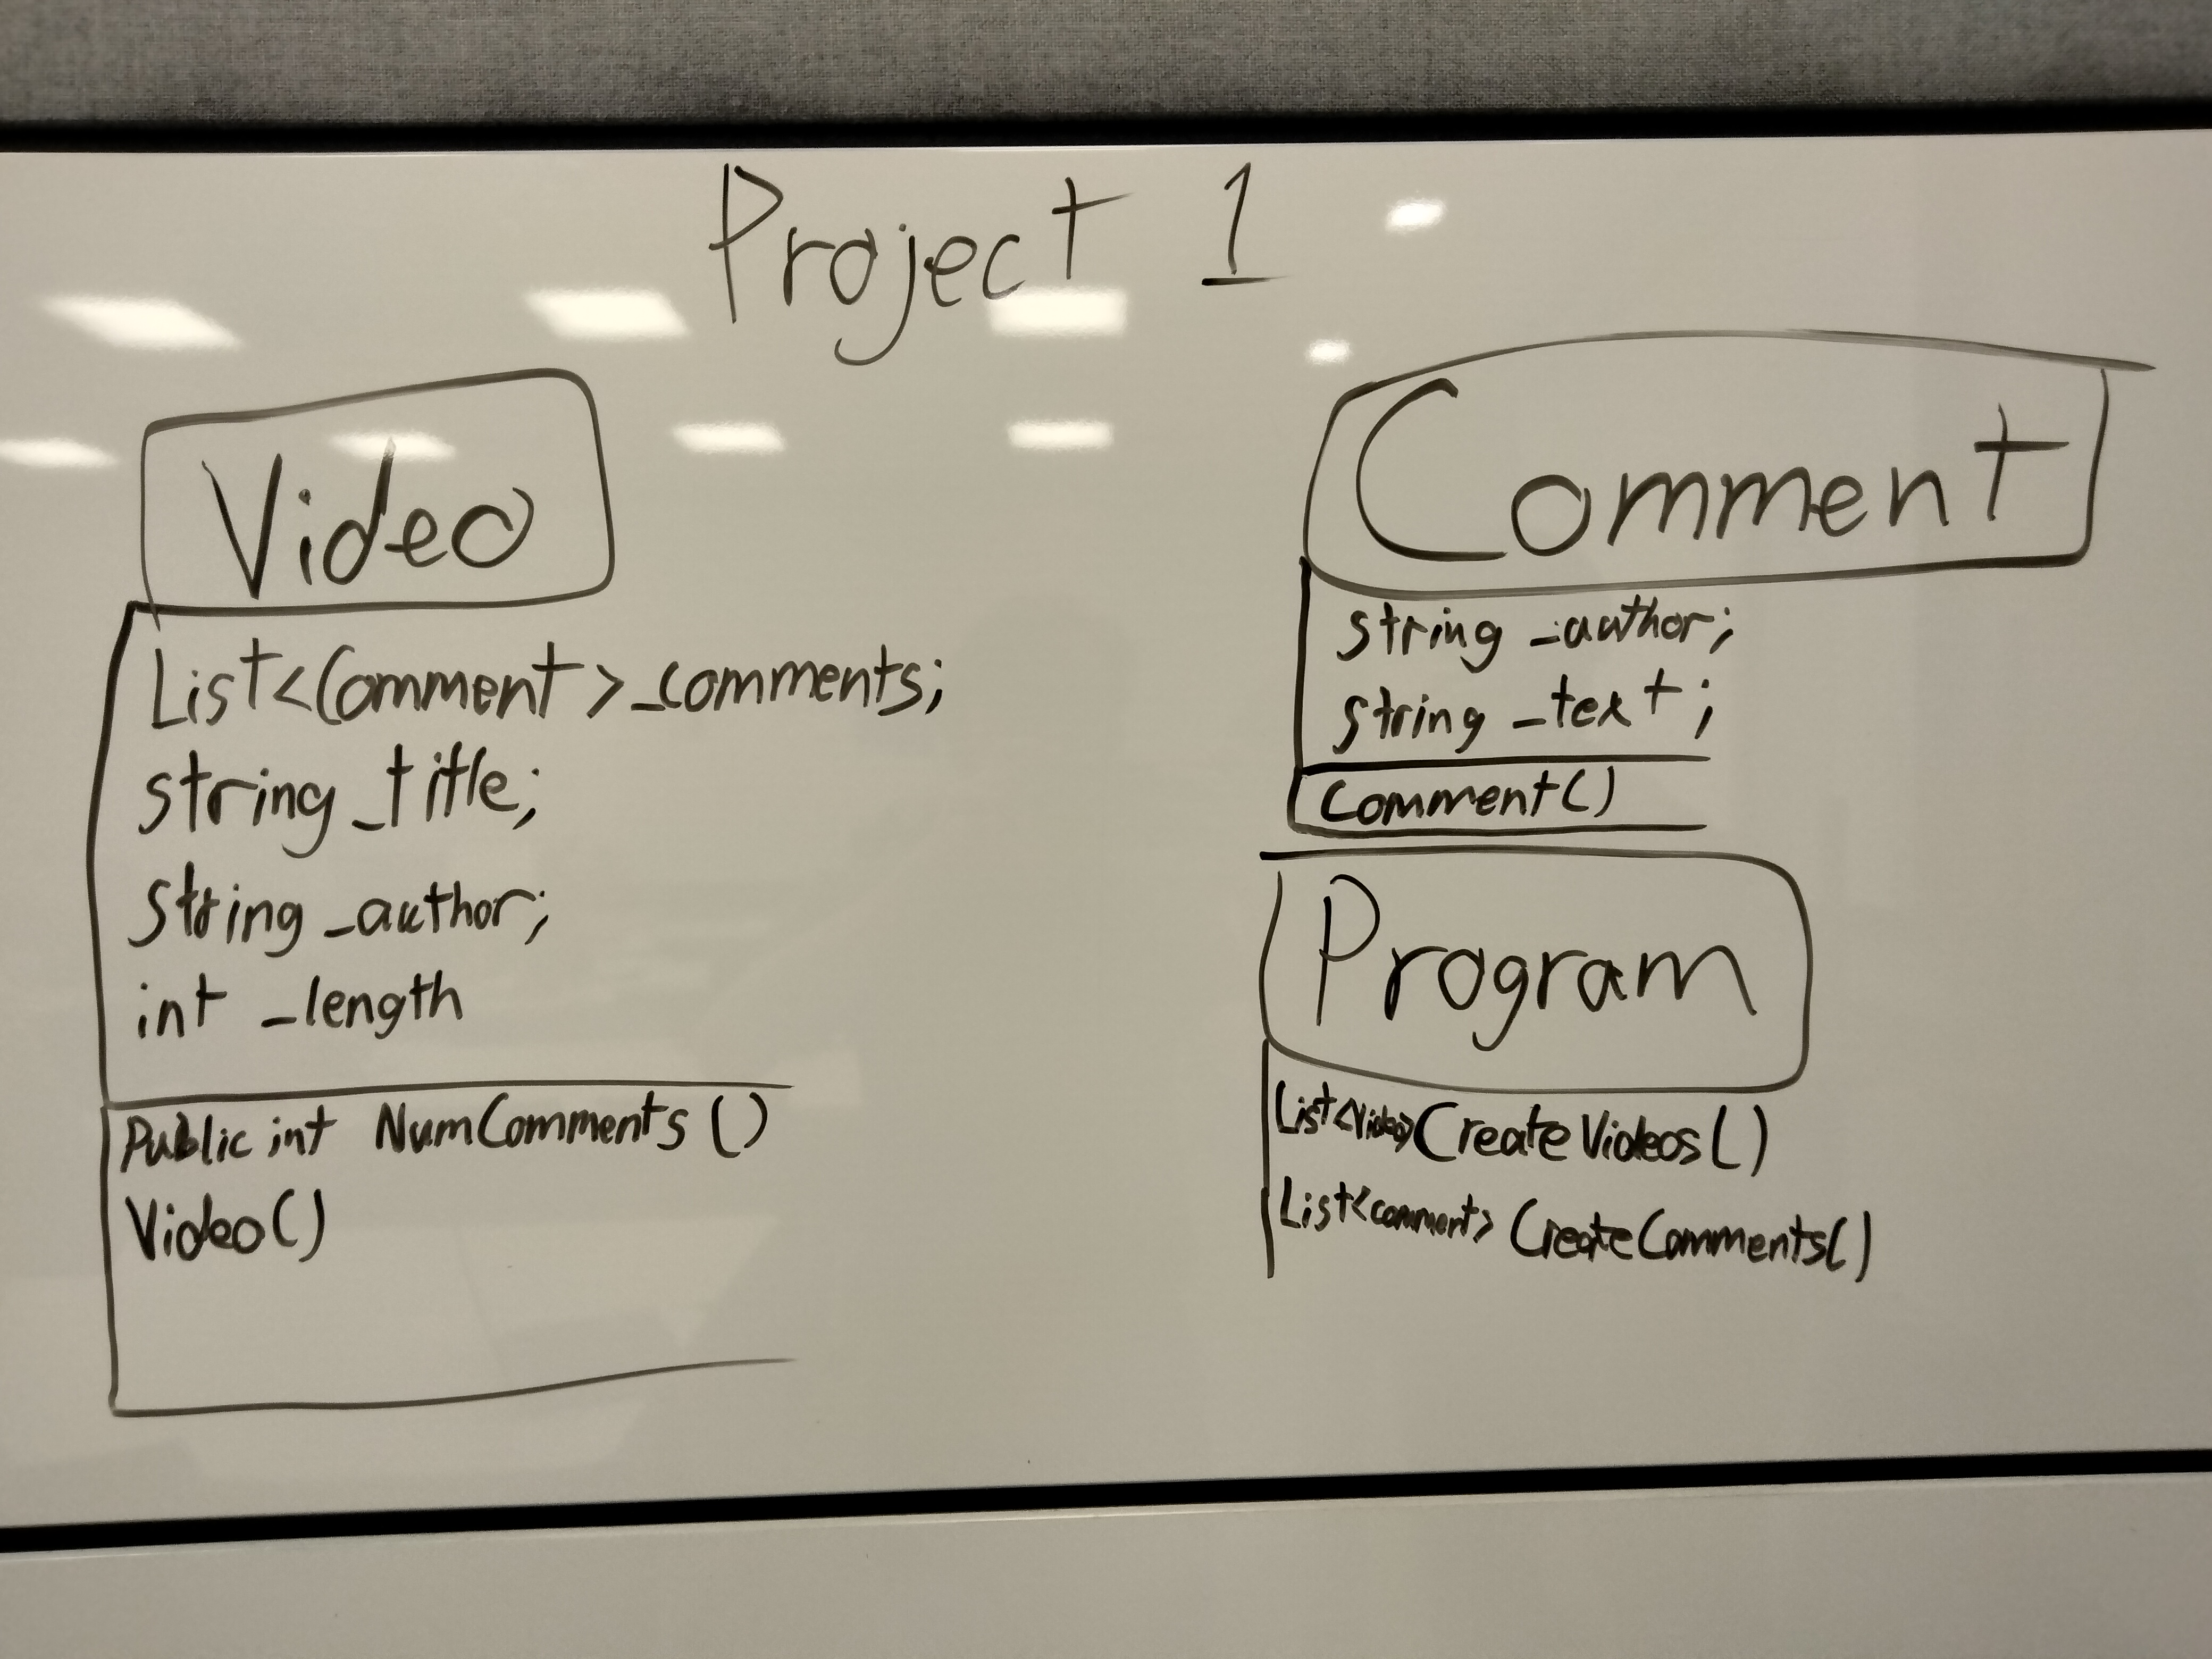 Project 1
Video
List<Comment>_comments;
string_title;
string_author;
int _length
Public int NumComments ()
Video()
Comment
string _author;
string _text;
Comment()
Program
List<Video>CreateVideos()
List<comment> CreateComments()